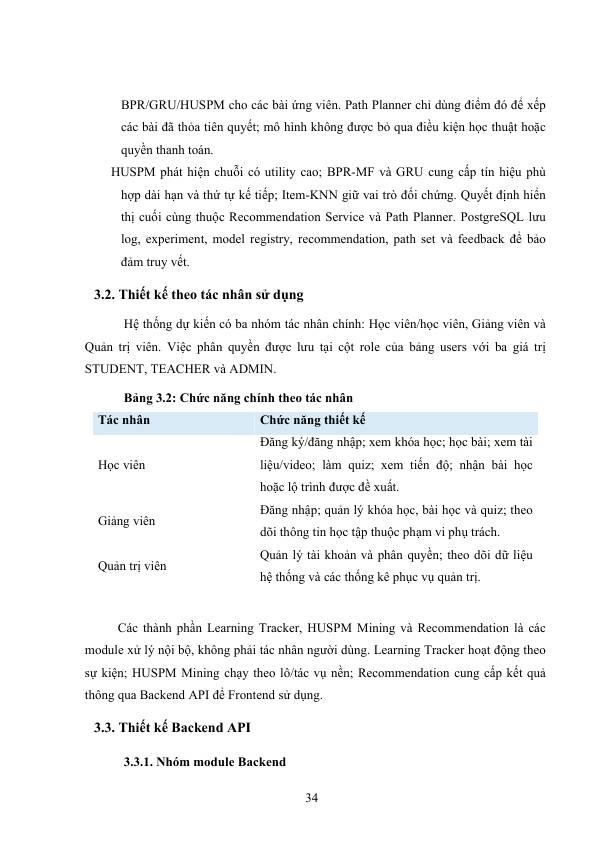 BPR/GRU/HUSPM cho các bài ứng viên. Path Planner chỉ dùng điểm đó để xếp
các bài đã thỏa tiên quyết; mô hình không được bỏ qua điều kiện học thuật hoặc
quyền thanh toán.
HUSPM phát hiện chuỗi có utility cao; BPR-MF và GRU cung cấp tín hiệu phù
hợp dài hạn và thứ tự kế tiếp; Item-KNN giữ vai trò đối chứng. Quyết định hiển
thị cuối cùng thuộc Recommendation Service và Path Planner. PostgreSQL lưu
log, experiment, model registry, recommendation, path set và feedback để bảo
đảm truy vết.
3.2. Thiết kế theo tác nhân sử dụng
Hệ thống dự kiến có ba nhóm tác nhân chính: Học viên/học viên, Giảng viên và
Quản trị viên. Việc phân quyền được lưu tại cột role của bảng users với ba giá trị
STUDENT, TEACHER và ADMIN.
Bảng 3.2: Chức năng chính theo tác nhân
Tác nhân Chức năng thiết kế
Học viên
Đăng ký/đăng nhập; xem khóa học; học bài; xem tài
liệu/video; làm quiz; xem tiến độ; nhận bài học
hoặc lộ trình được đề xuất.
Giảng viên
Đăng nhập; quản lý khóa học, bài học và quiz; theo
dõi thông tin học tập thuộc phạm vi phụ trách.
Quản trị viên
Quản lý tài khoản và phân quyền; theo dõi dữ liệu
hệ thống và các thống kê phục vụ quản trị.
Các thành phần Learning Tracker, HUSPM Mining và Recommendation là các
module xử lý nội bộ, không phải tác nhân người dùng. Learning Tracker hoạt động theo
sự kiện; HUSPM Mining chạy theo lô/tác vụ nền; Recommendation cung cấp kết quả
thông qua Backend API để Frontend sử dụng.
3.3. Thiết kế Backend API
3.3.1. Nhóm module Backend
34